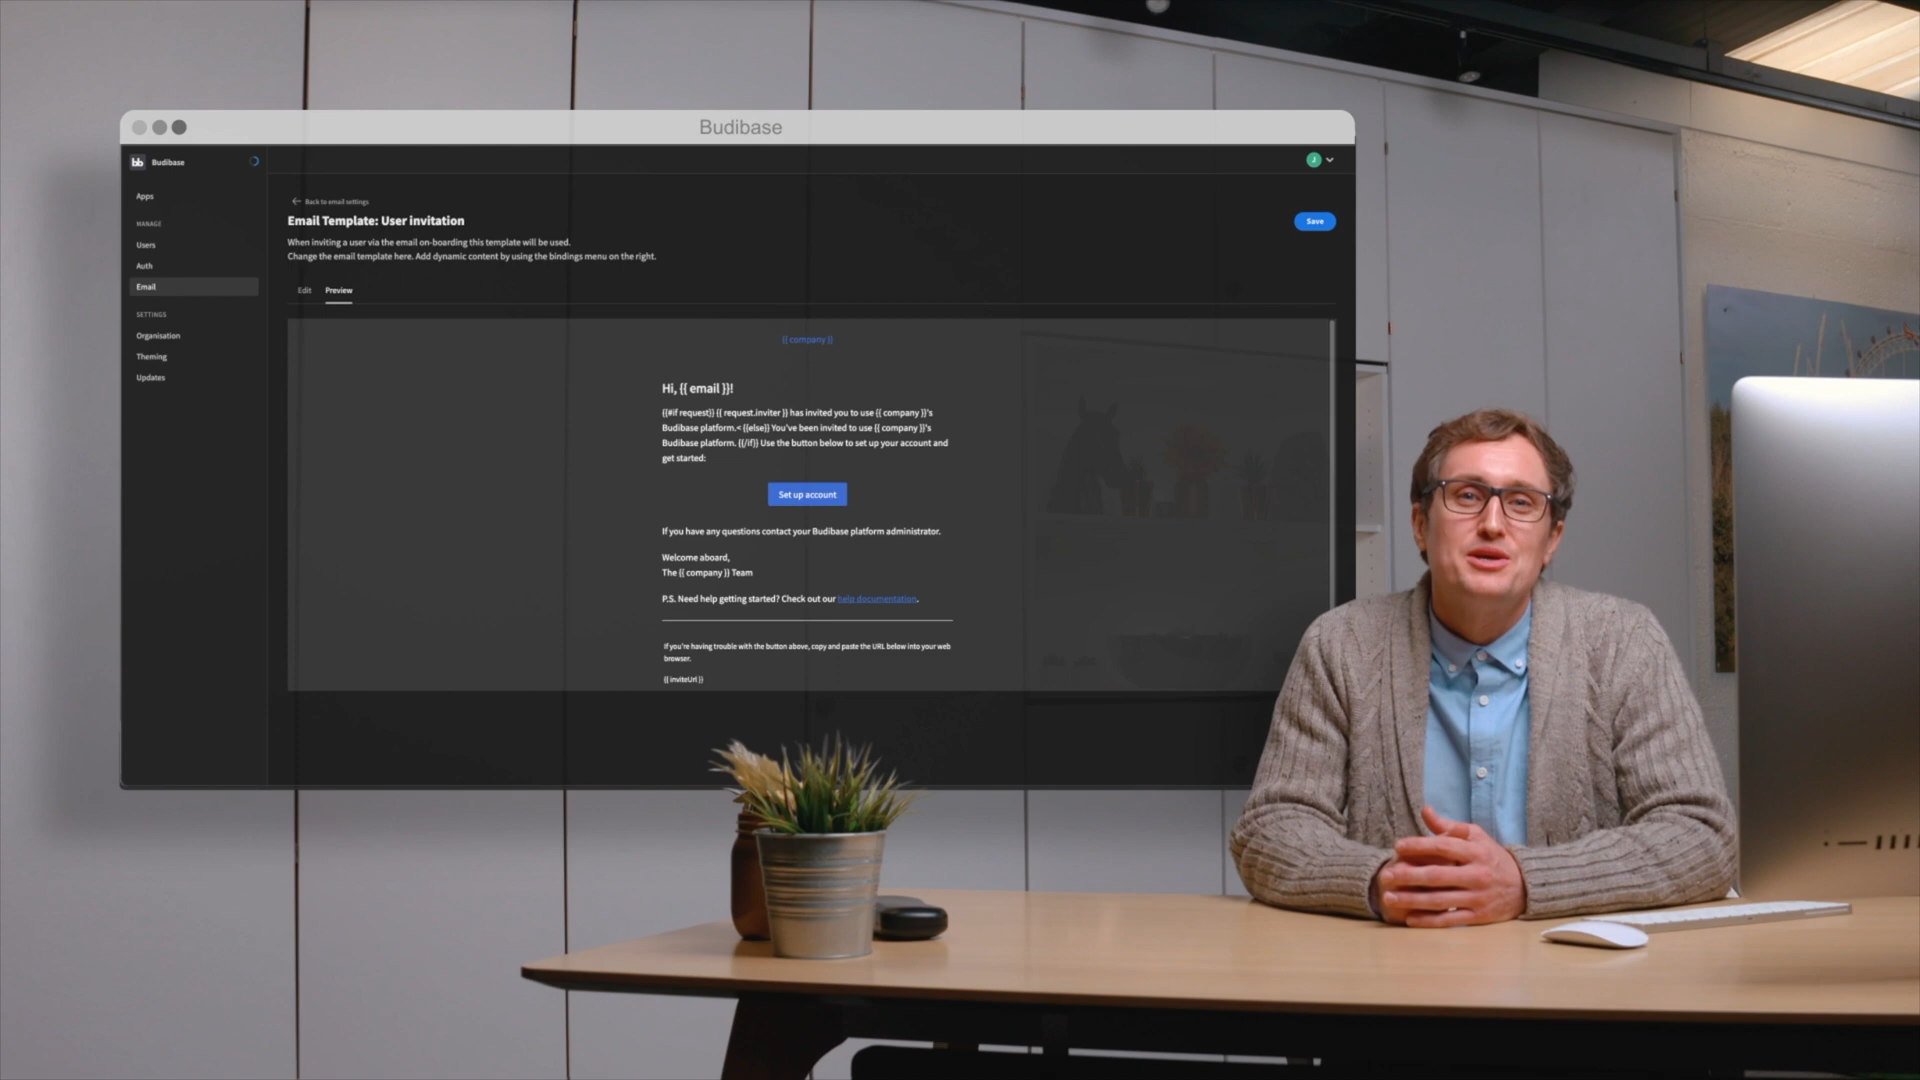 Budibase
bb Budibase
J
Apps
MANAGE
Users
Auth
Email
SETTINGS
Organisation
Theming
Updates
Back to email settings
Email Template: User invitation
Save
When inviting a user via the email on-boarding this template will be used.
Change the email template here. Add dynamic content by using the bindings menu on the right.
Edit Preview
{{ company }}
Hi, {{ email }}!
{{#if request}} {{ request.inviter }} has invited you to use {{ company }}'s
Budibase platform.< {{else}} You've been invited to use {{ company }}'s
Budibase platform. {{/if}} Use the button below to set up your account and
get started:
Set up account
If you have any questions contact your Budibase platform administrator.
Welcome aboard,
The {{ company }} Team
P.S. Need help getting started? Check out our help documentation.
If you're having trouble with the button above, copy and paste the URL below into your web
browser.
{{ inviteUrl }}